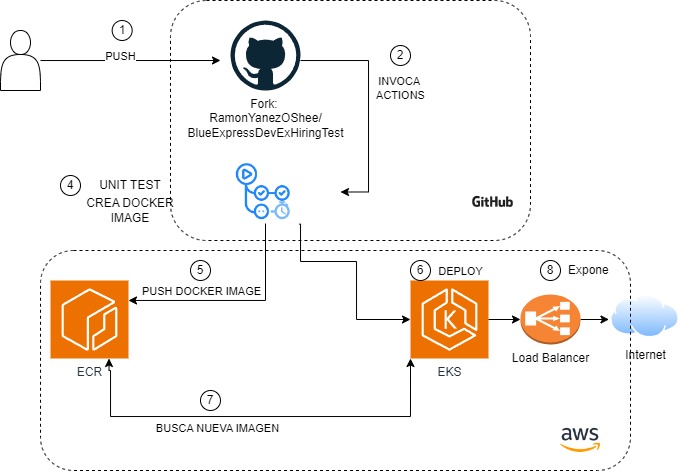 1
PUSH
2
INVOCA
ACTIONS
Fork:
RamonYanezOShee/
BlueExpressDevExHiringTest
4
UNIT TEST
CREA DOCKER
IMAGE
GitHub
5
PUSH DOCKER IMAGE
6
DEPLOY
8
Expone
K
ECR
EKS
Load Balancer
Internet
7
BUSCA NUEVA IMAGEN
aws